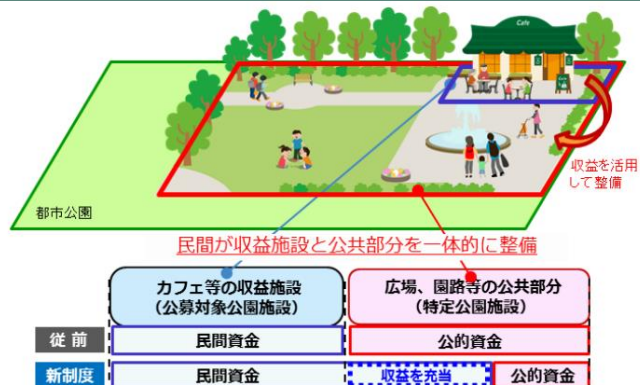 Cafe
収益を活用
して整備
都市公園
民間が収益施設と公共部分を一体的に整備
カフェ等の収益施設
(公募対象公園施設)
広場、園路等の公共部分
(特定公園施設)
従前
民間資金
公的資金
新制度
民間資金
収益を充当
公的資金